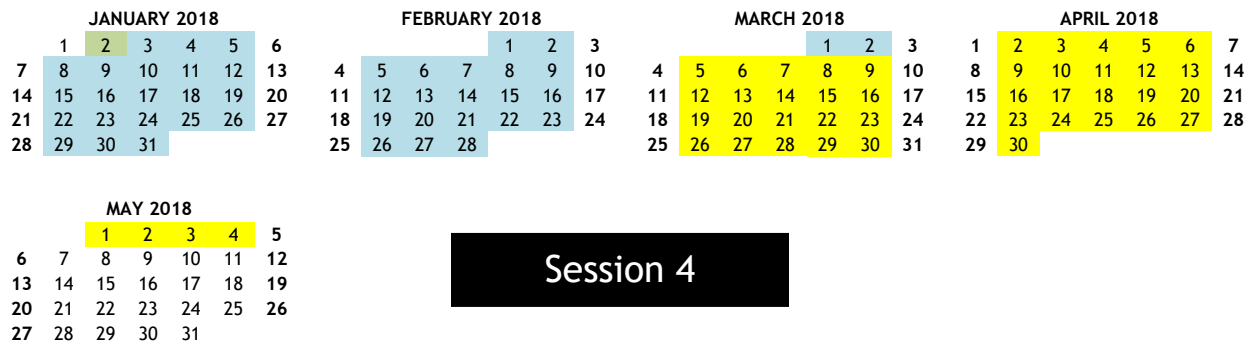 JANUARY 2018
1 2 3 4 5 6
7 8 9 10 11 12 13
14 15 16 17 18 19 20
21 22 23 24 25 26 27
28 29 30 31
FEBRUARY 2018
1 2 3
4 5 6 7 8 9 10
11 12 13 14 15 16 17
18 19 20 21 22 23 24
25 26 27 28
MARCH 2018
1 2 3
4 5 6 7 8 9 10
11 12 13 14 15 16 17
18 19 20 21 22 23 24
25 26 27 28 29 30 31
APRIL 2018
1 2 3 4 5 6 7
8 9 10 11 12 13 14
15 16 17 18 19 20 21
22 23 24 25 26 27 28
29 30
MAY 2018
1 2 3 4 5
6 7 8 9 10 11 12
13 14 15 16 17 18 19
20 21 22 23 24 25 26
27 28 29 30 31
Session 4